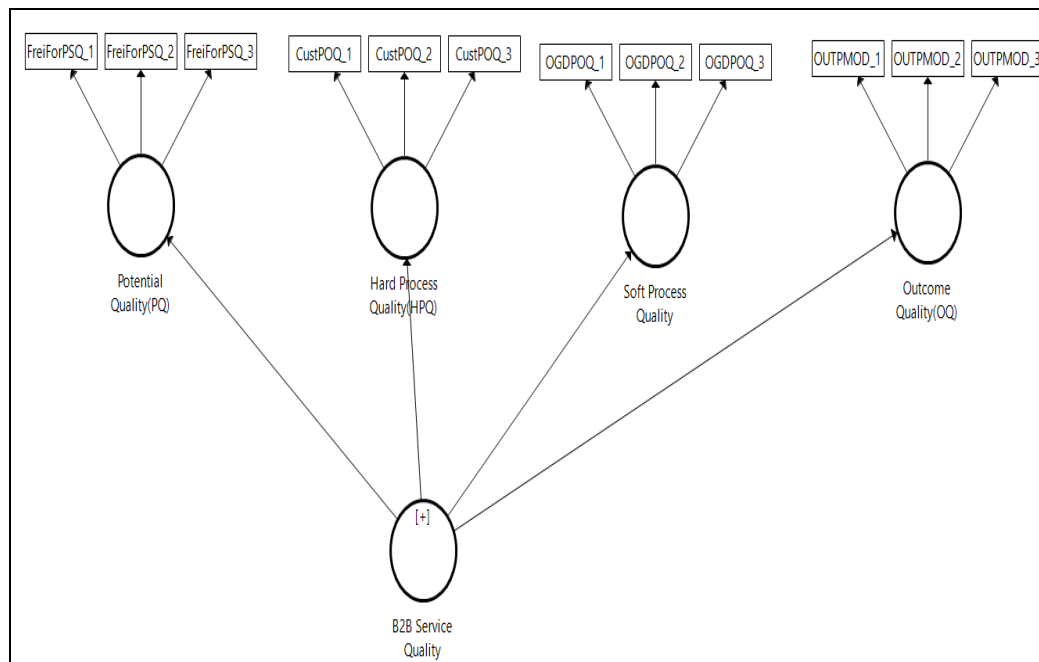 FreiForPSQ_1 FreiForPSQ_2 FreiForPSQ_3 CustPOQ_1 CustPOQ_2 CustPOQ_3 OGDPOQ_1 OGDPOQ_2 OGDPOQ_3 OUTPMOD_1 OUTPMOD_2 OUTPMOD_3
Potential
Quality(PQ)
Hard Process
Quality(HPQ)
Soft Process
Quality
Outcome
Quality(OQ)
[+]
B2B Service
Quality